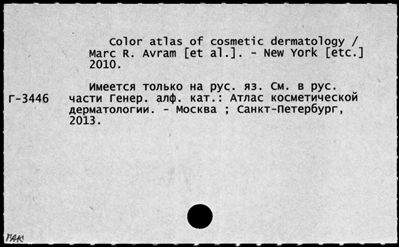 Color atlas of cosmetic dermatology /
Marc R. Avram [et al.]. - New York [etc.]
2010.
Имеется только на рус. яз. См. в рус.
Г-3446 части Генер. алф. кат.: Атлас косметической
дерматологии. - Москва ; Санкт-Петербург,
2013.